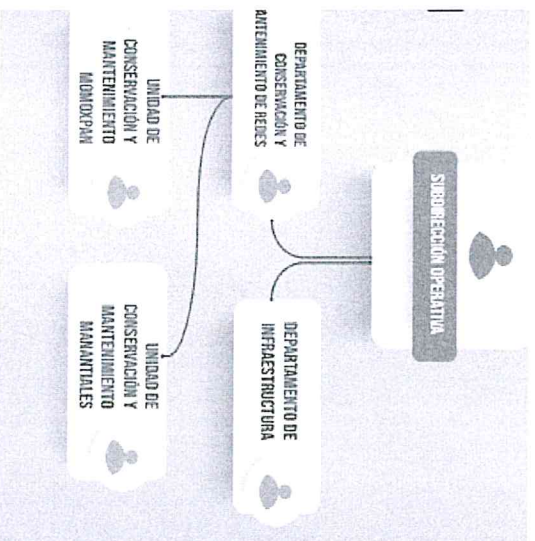 SUBDIRECCIÓN OPERATIVA
DEPARTAMENTO DE
CONSERVACIÓN Y
ANTENIMIENTO DE REDES
DEPARTAMENTO DE
INFRAESTRUCTURA
UNIDAD DE
CONSERVACIÓN Y
MANTENIMIENTO
MOMOXPAN
UNIDAD DE
CONSERVACIÓN Y
MANTENIMIENTO
MANANTIALES